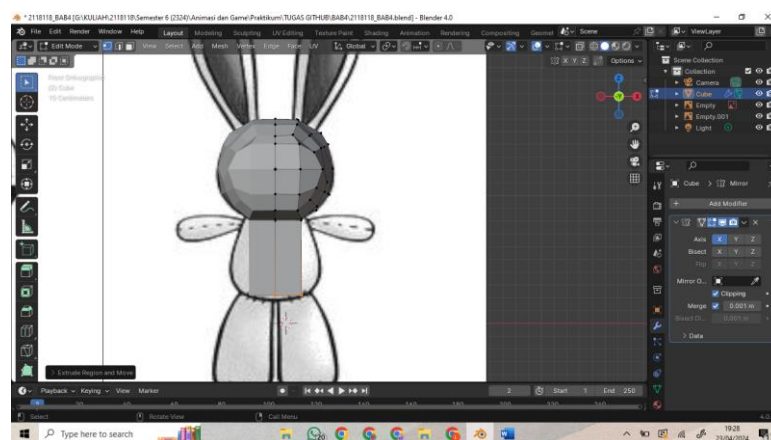 * 2118118_BAB4 [G:\KULIAH\2118118\Semester 6 (2324)\Animasi dan Game\Praktikum\TUGAS GITHUB\BAB4\2118118_BAB4.blend] - Blender 4.0
File Edit Render Window Help Layout Modeling Sculpting UV Editing Texture Paint Shading Animation Rendering Compositing Scene ViewLayer
Edit Mode View Select Add Mesh Vertex Edge Face UV Global
X Y Z Options
Front Orthographic
(2) Cube
10 Centimeters
Scene Collection
Collection
Camera
Cube
Empty
Empty.001
Light
Cube > Mirror
Add Modifier
Axis X Y Z
Bisect X Y Z
Flip X Y Z
Mirror O...
Clipping
Merge 0.001 m
Bisect Di... 0.001 m
> Data
> Extrude Region and Move
Playback Keying View Marker 2 Start 1 End 250
Select Rotate View Call Menu 4.0
Type here to search
19:28
29/04/2024